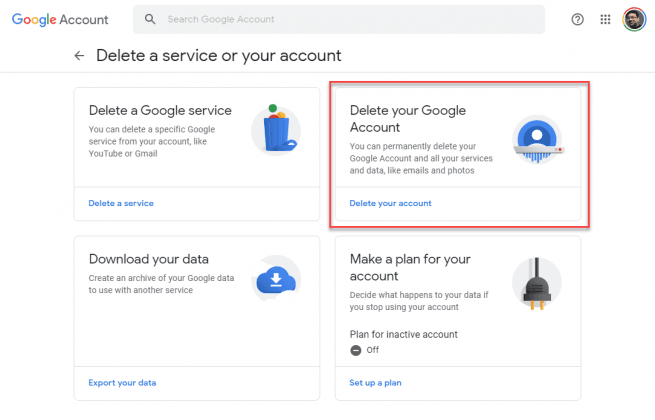 Google Account
Search Google Account
Delete a service or your account
Delete a Google service
You can delete a specific Google
service from your account, like
YouTube or Gmail
Delete a service
Delete your Google
Account
You can permanently delete your
Google Account and all your services
and data, like emails and photos
Delete your account
Download your data
Create an archive of your Google data
to use with another service
Export your data
Make a plan for your
account
Decide what happens to your data if
you stop using your account
Plan for inactive account
Off
Set up a plan